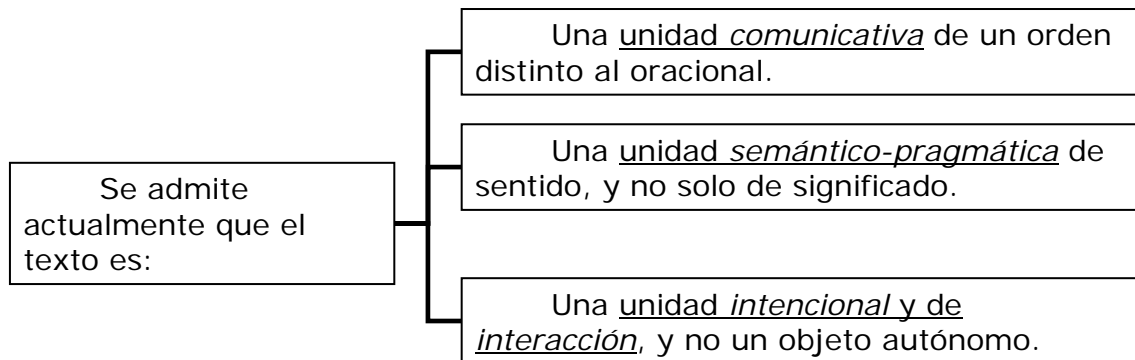 Se admite
actualmente que el
texto es:
Una unidad comunicativa de un orden
distinto al oracional.
Una unidad semántico-pragmática de
sentido, y no solo de significado.
Una unidad intencional y de
interacción, y no un objeto autónomo.